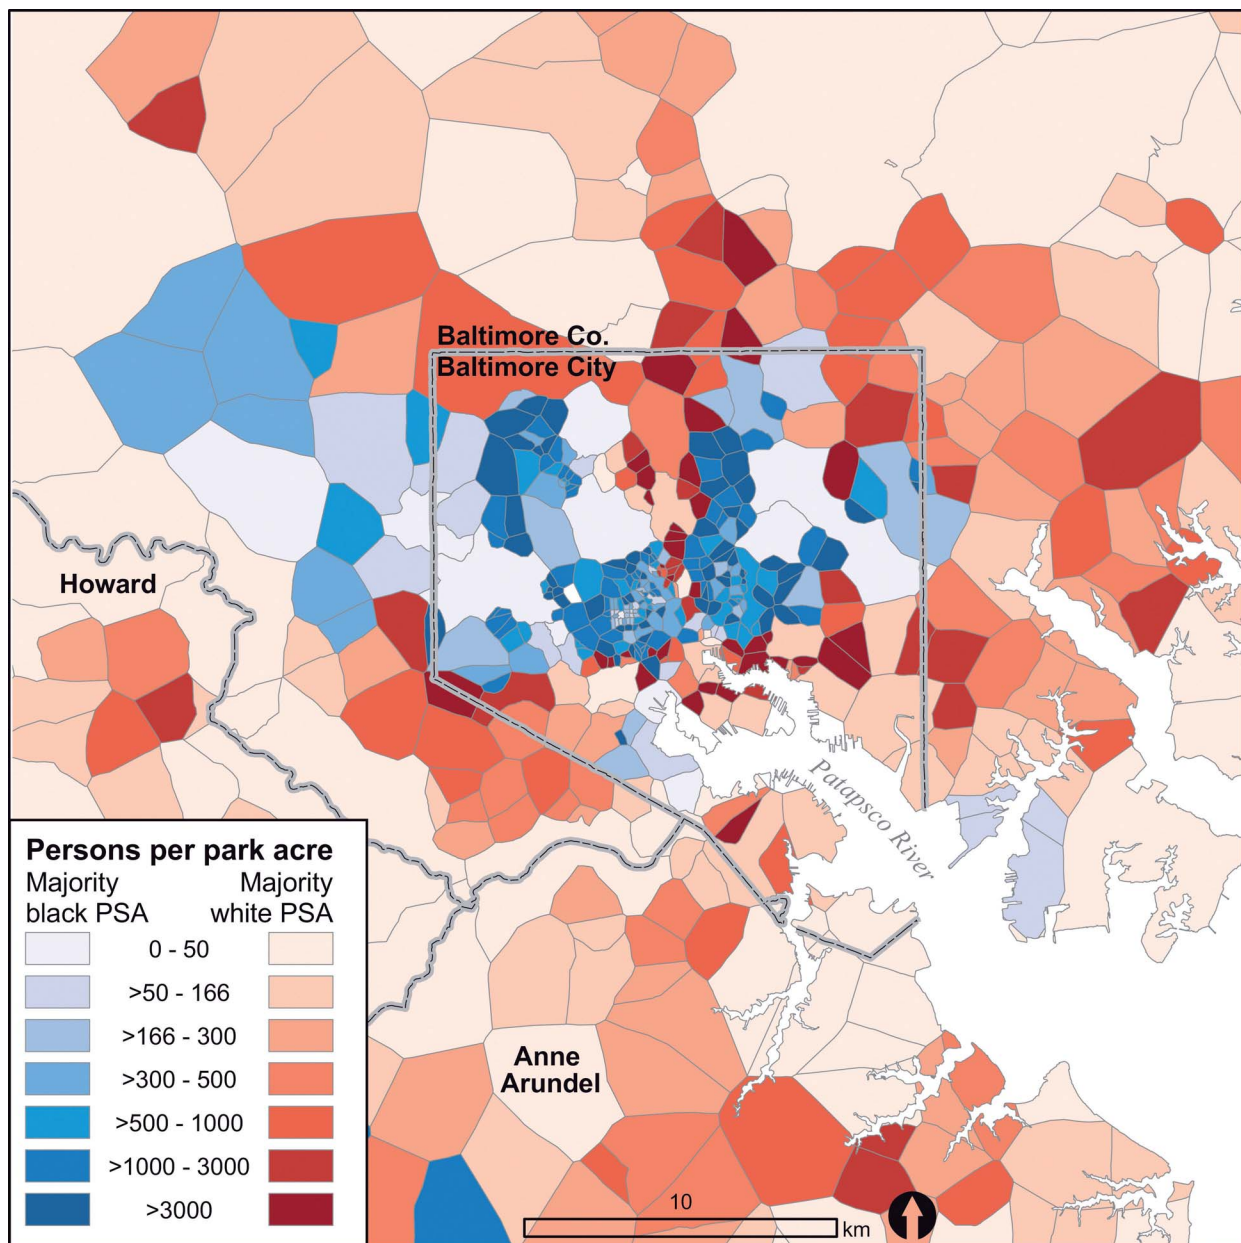 Baltimore Co.
Baltimore City
Howard
Patapsco River
Persons per park acre
Majority black PSA
Majority white PSA
0 - 50
>50 - 166
>166 - 300
>300 - 500
>500 - 1000
>1000 - 3000
>3000
Anne
Arundel
10
km